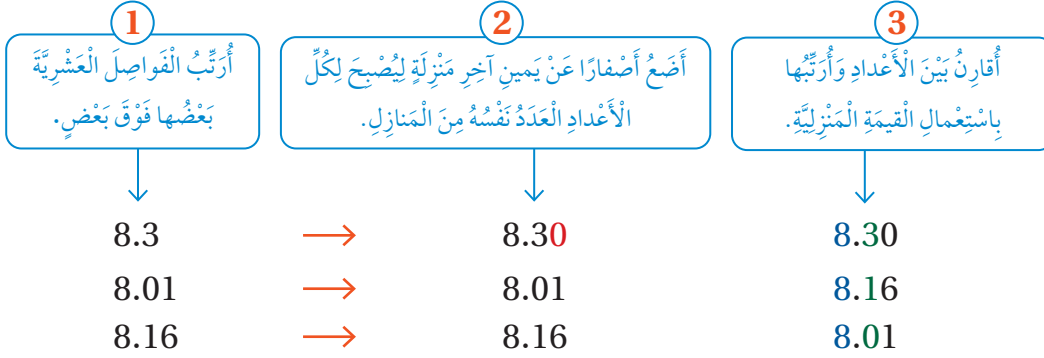 1
أُرَتِّبُ الْفَواصِلَ الْعَشْرِيَّةَ
بَعْضُها فَوْقَ بَعْضٍ.
2
أَضَعُ أَصْفارًا عَنْ يَمينِ آخِرِ مَنْزِلَةٍ لِيُصْبِحَ لِكُلِّ
الْأَعْدادِ الْعَدَدُ نَفْسُهُ مِنَ الْمَنازِلِ.
3
أُقارِنُ بَيْنَ الْأَعْدادِ وَأُرَتِّبُها
بِاسْتِعْمالِ الْقيمَةِ الْمَنْزِلِيَّةِ.
8.3 → 8.30 8.30
8.01 → 8.01 8.16
8.16 → 8.16 8.01